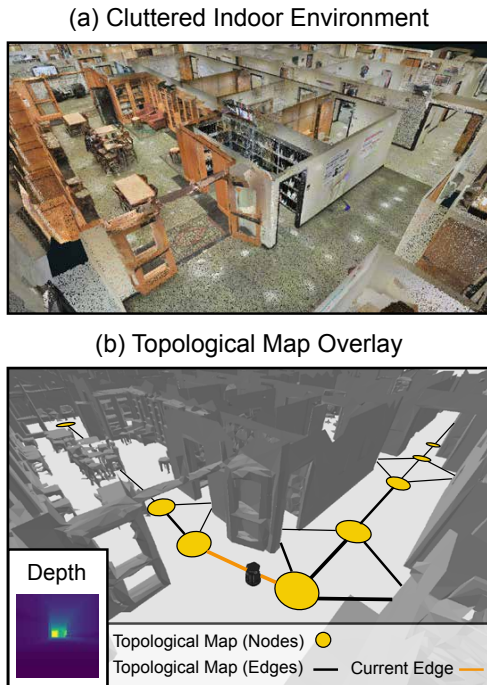 (a) Cluttered Indoor Environment
(b) Topological Map Overlay
Depth
Topological Map (Nodes)
Topological Map (Edges) Current Edge